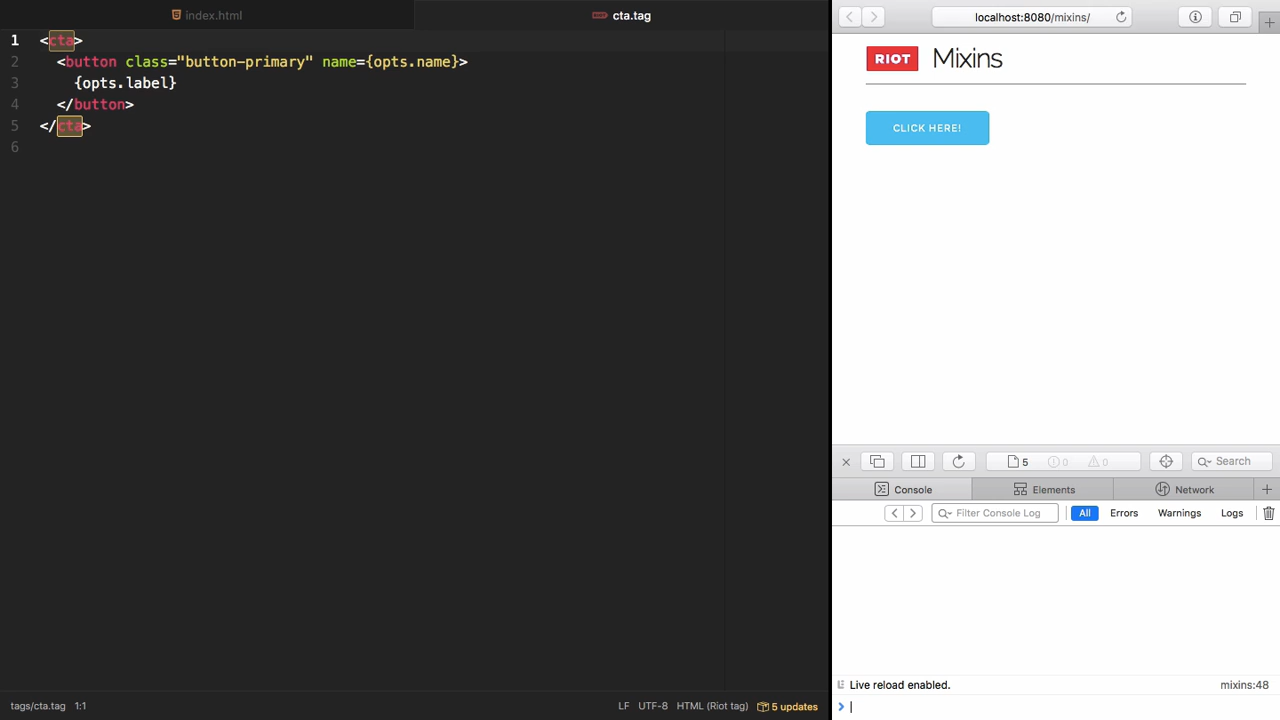 index.html
cta.tag
1 <cta>
2 <button class="button-primary" name={opts.name}>
3 {opts.label}
4 </button>
5 </cta>
6
tags/cta.tag 1:1
LF UTF-8 HTML (Riot tag) 5 updates
localhost:8080/mixins/
RIOT Mixins
CLICK HERE!
5 0 0 Search
Console Elements Network
Filter Console Log All Errors Warnings Logs
Live reload enabled. mixins:48